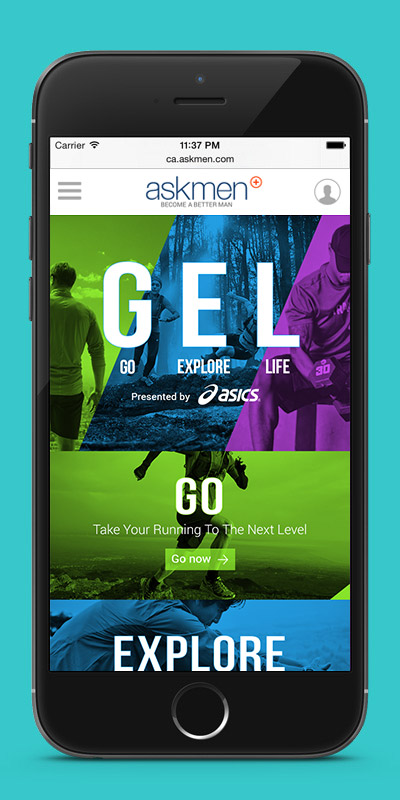 Carrier 11:37 PM
ca.askmen.com
askmen
BECOME A BETTER MAN
GEL
GO EXPLORE LIFE
Presented by asics
GO
Take Your Running To The Next Level
Go now →
EXPLORE